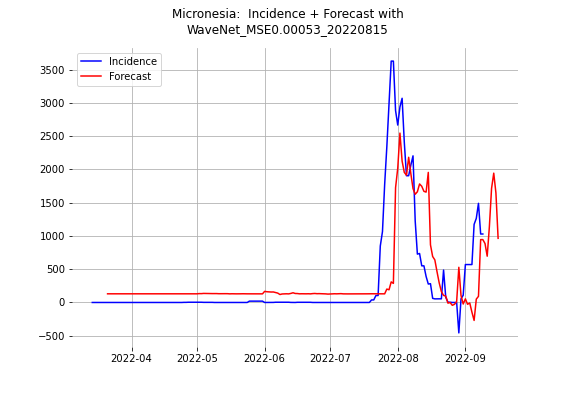 Micronesia:  Incidence + Forecast with
WaveNet_MSE0.00053_20220815
Incidence
Forecast
3500
3000
2500
2000
1500
1000
500
0
−500
2022-04 2022-05 2022-06 2022-07 2022-08 2022-09